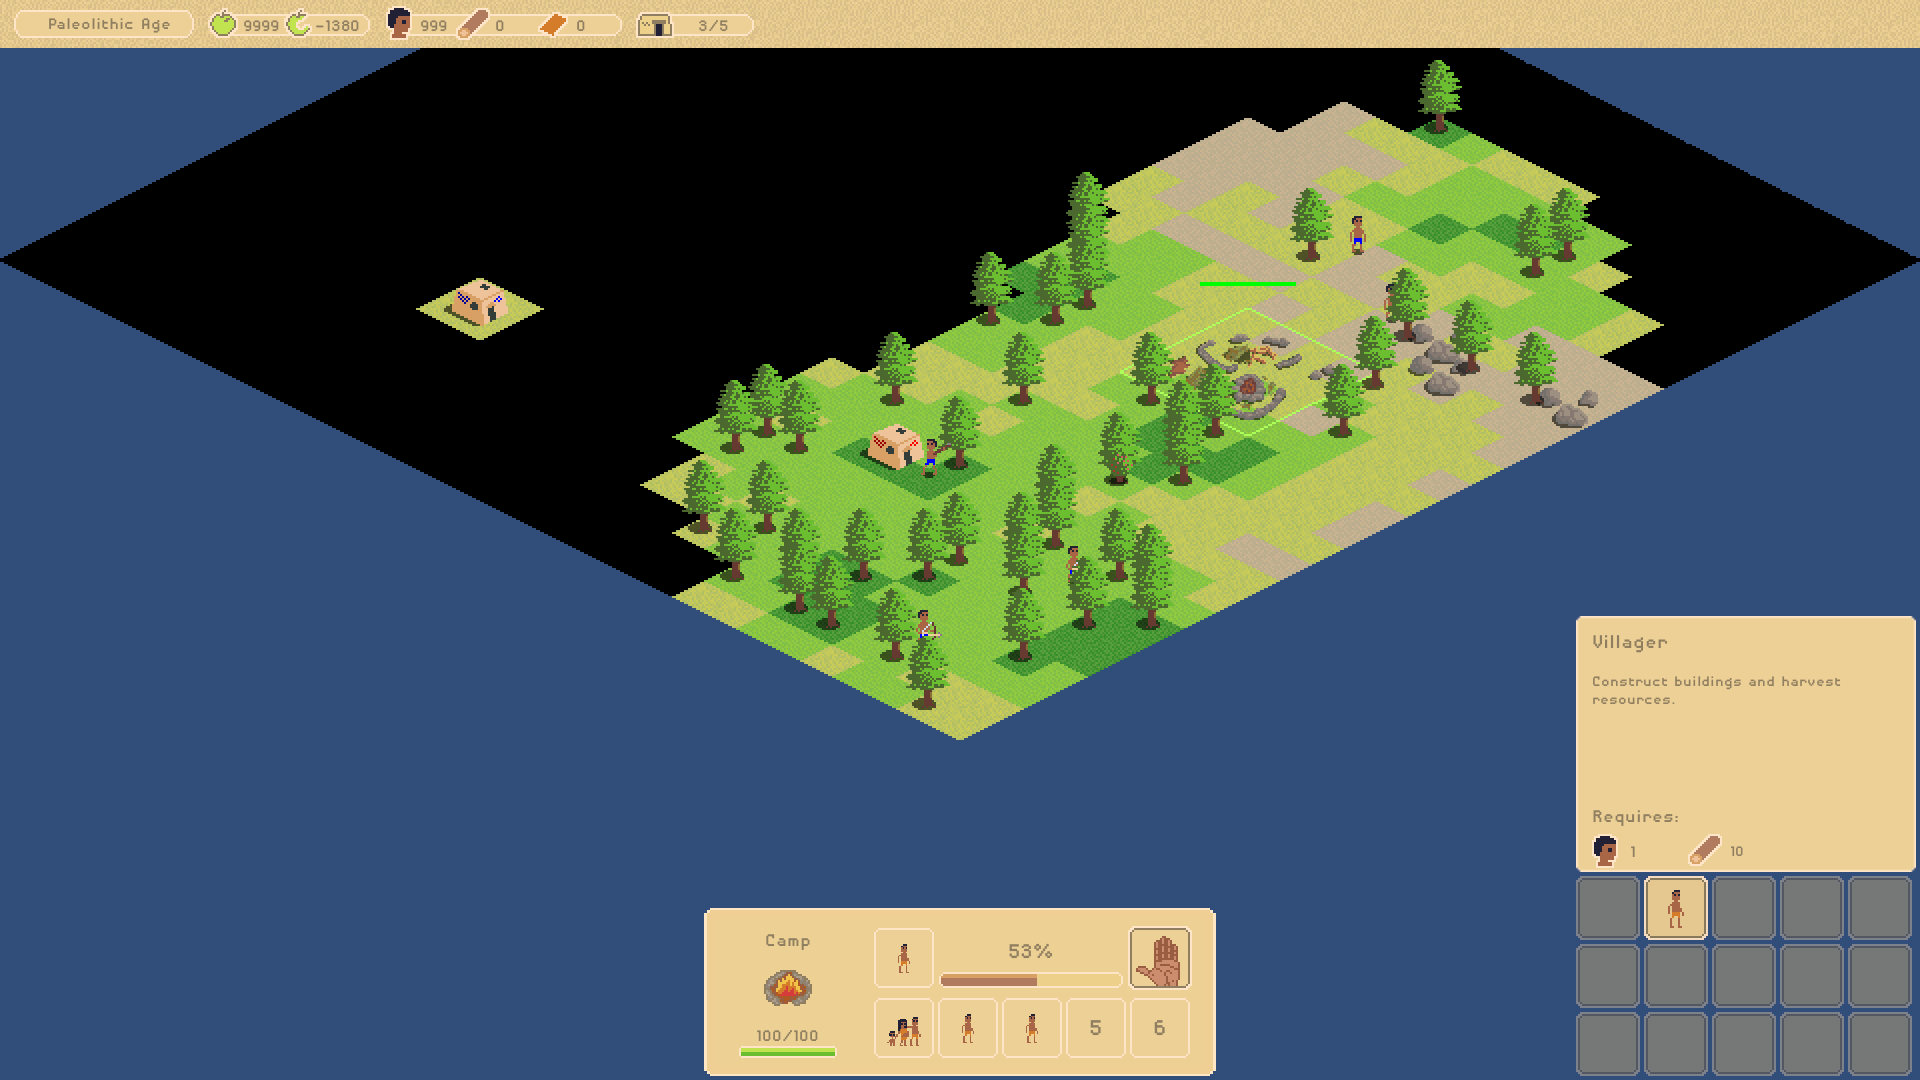 Paleolithic Age 9999 -1380 999 0 0 3/5
Villager
Construct buildings and harvest
resources.
Requires:
1 10
Camp
53%
100/100
5 6